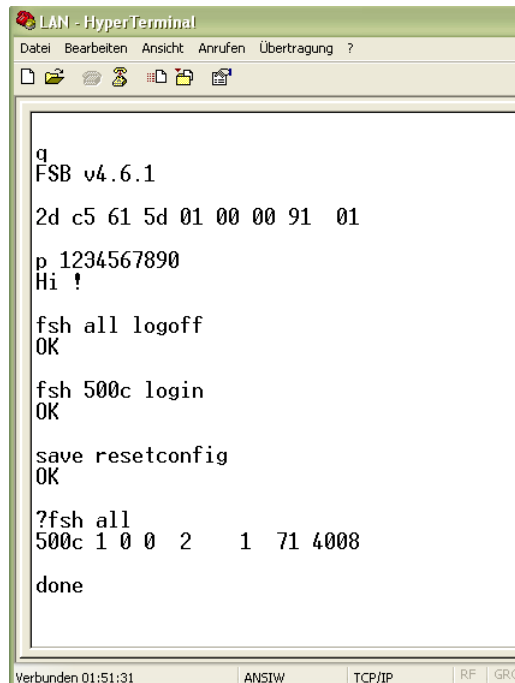 LAN - HyperTerminal
Datei Bearbeiten Ansicht Anrufen Übertragung ?
q
FSB v4.6.1
2d c5 61 5d 01 00 00 91 01
p 1234567890
Hi !
fsh all logoff
OK
fsh 500c login
OK
save resetconfig
OK
?fsh all
500c 1 0 0 2 1 71 4008
done
Verbunden 01:51:31 ANSIW TCP/IP RF